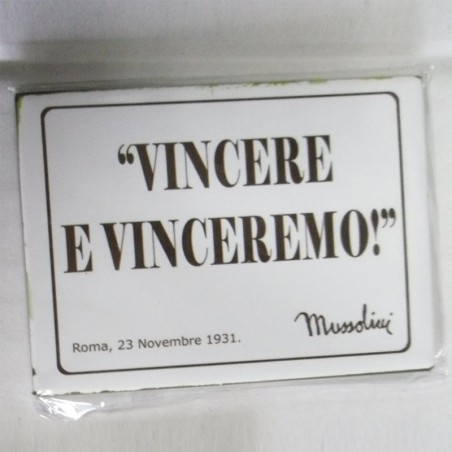 “VINCERE
E VINCEREMO!”
Roma, 23 Novembre 1931.
Mussolini